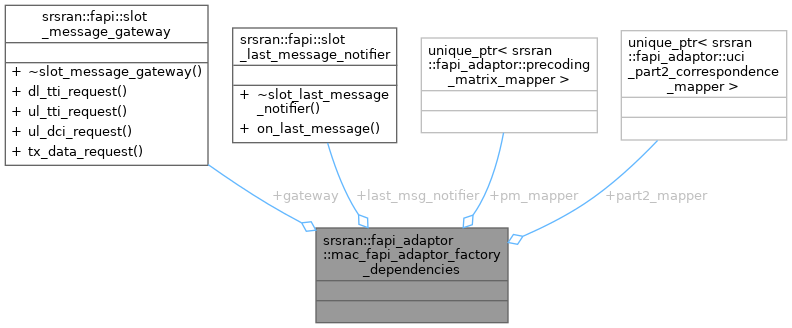 srsran::fapi::slot
_message_gateway
+ ~slot_message_gateway()
+ dl_tti_request()
+ ul_tti_request()
+ ul_dci_request()
+ tx_data_request()
srsran::fapi::slot
_last_message_notifier
+ ~slot_last_message
_notifier()
+ on_last_message()
unique_ptr< srsran
::fapi_adaptor::precoding
_matrix_mapper >
unique_ptr< srsran
::fapi_adaptor::uci
_part2_correspondence
_mapper >
+gateway
+last_msg_notifier
+pm_mapper
+part2_mapper
srsran::fapi_adaptor
::mac_fapi_adaptor_factory
_dependencies